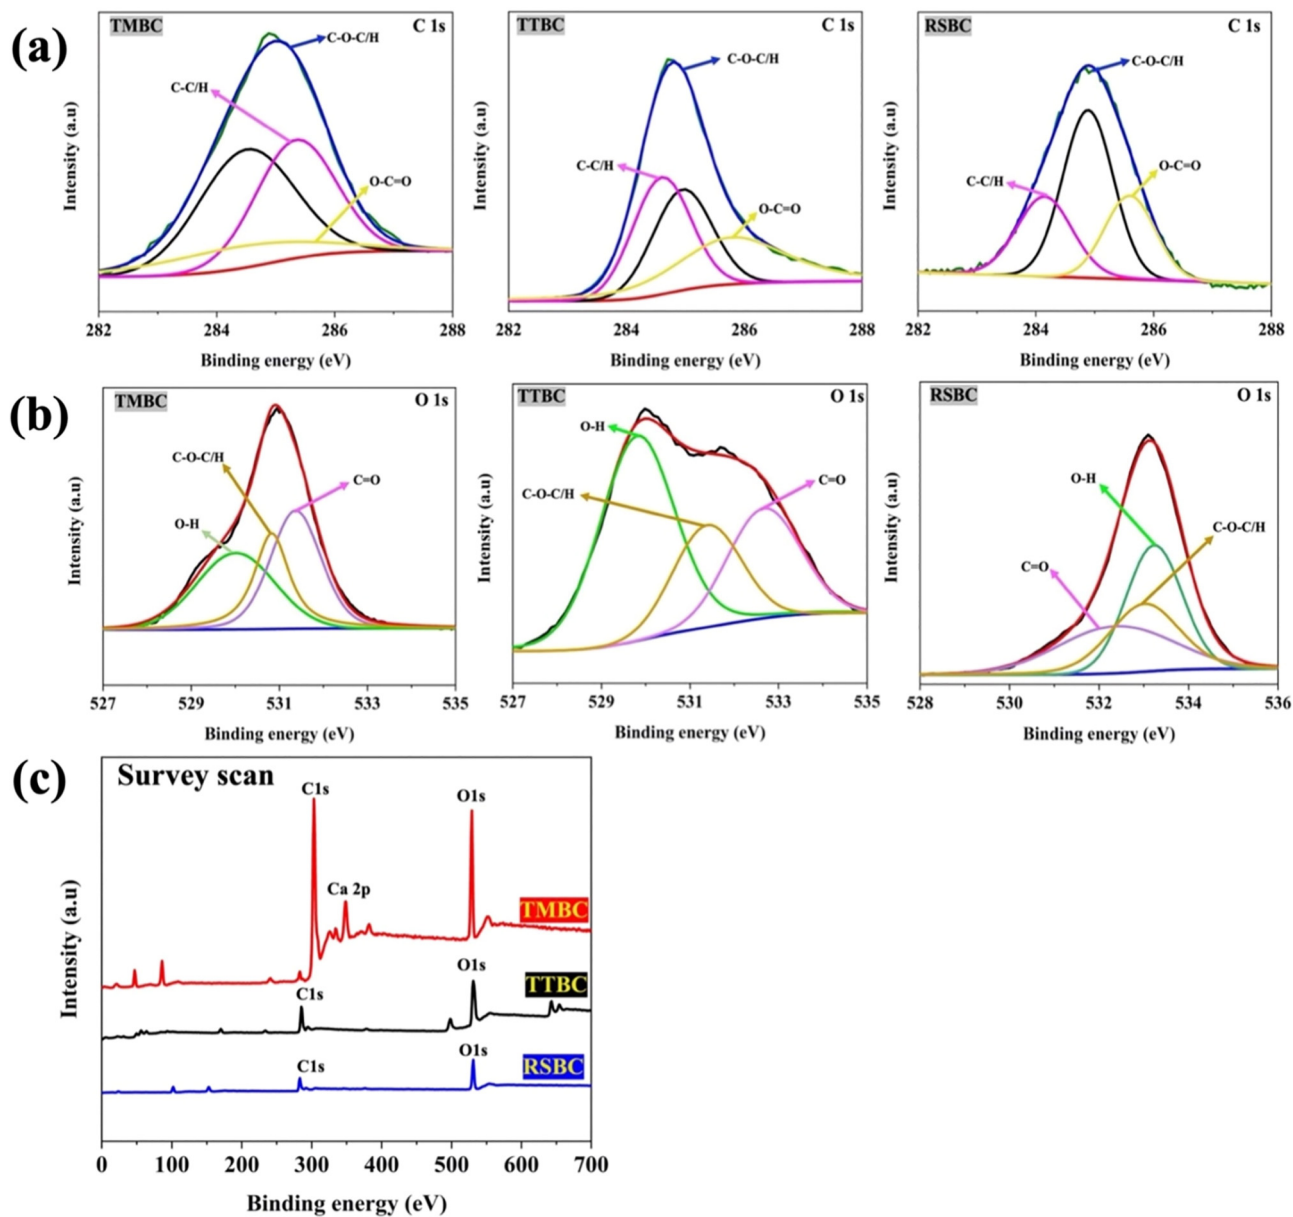 (a)
TMBC
C 1s
C-O-C/H
C-C/H
O-C=O
Intensity (a.u)
282
284
286
288
Binding energy (eV)
TTBC
C 1s
C-O-C/H
C-C/H
O-C=O
Intensity (a.u)
282
284
286
288
Binding energy (eV)
RSBC
C 1s
C-O-C/H
C-C/H
O-C=O
Intensity (a.u)
282
284
286
288
Binding energy (eV)
(b)
TMBC
O 1s
C-O-C/H
C=O
O-H
Intensity (a.u)
527
529
531
533
535
Binding energy (eV)
TTBC
O 1s
O-H
C-O-C/H
C=O
Intensity (a.u)
527
529
531
533
535
Binding energy (eV)
RSBC
O 1s
O-H
C-O-C/H
C=O
Intensity (a.u)
528
530
532
534
536
Binding energy (eV)
(c)
Survey scan
C1s
O1s
Ca 2p
TMBC
O1s
TTBC
C1s
O1s
RSBC
C1s
Intensity (a.u)
0
100
200
300
400
500
600
700
Binding energy (eV)